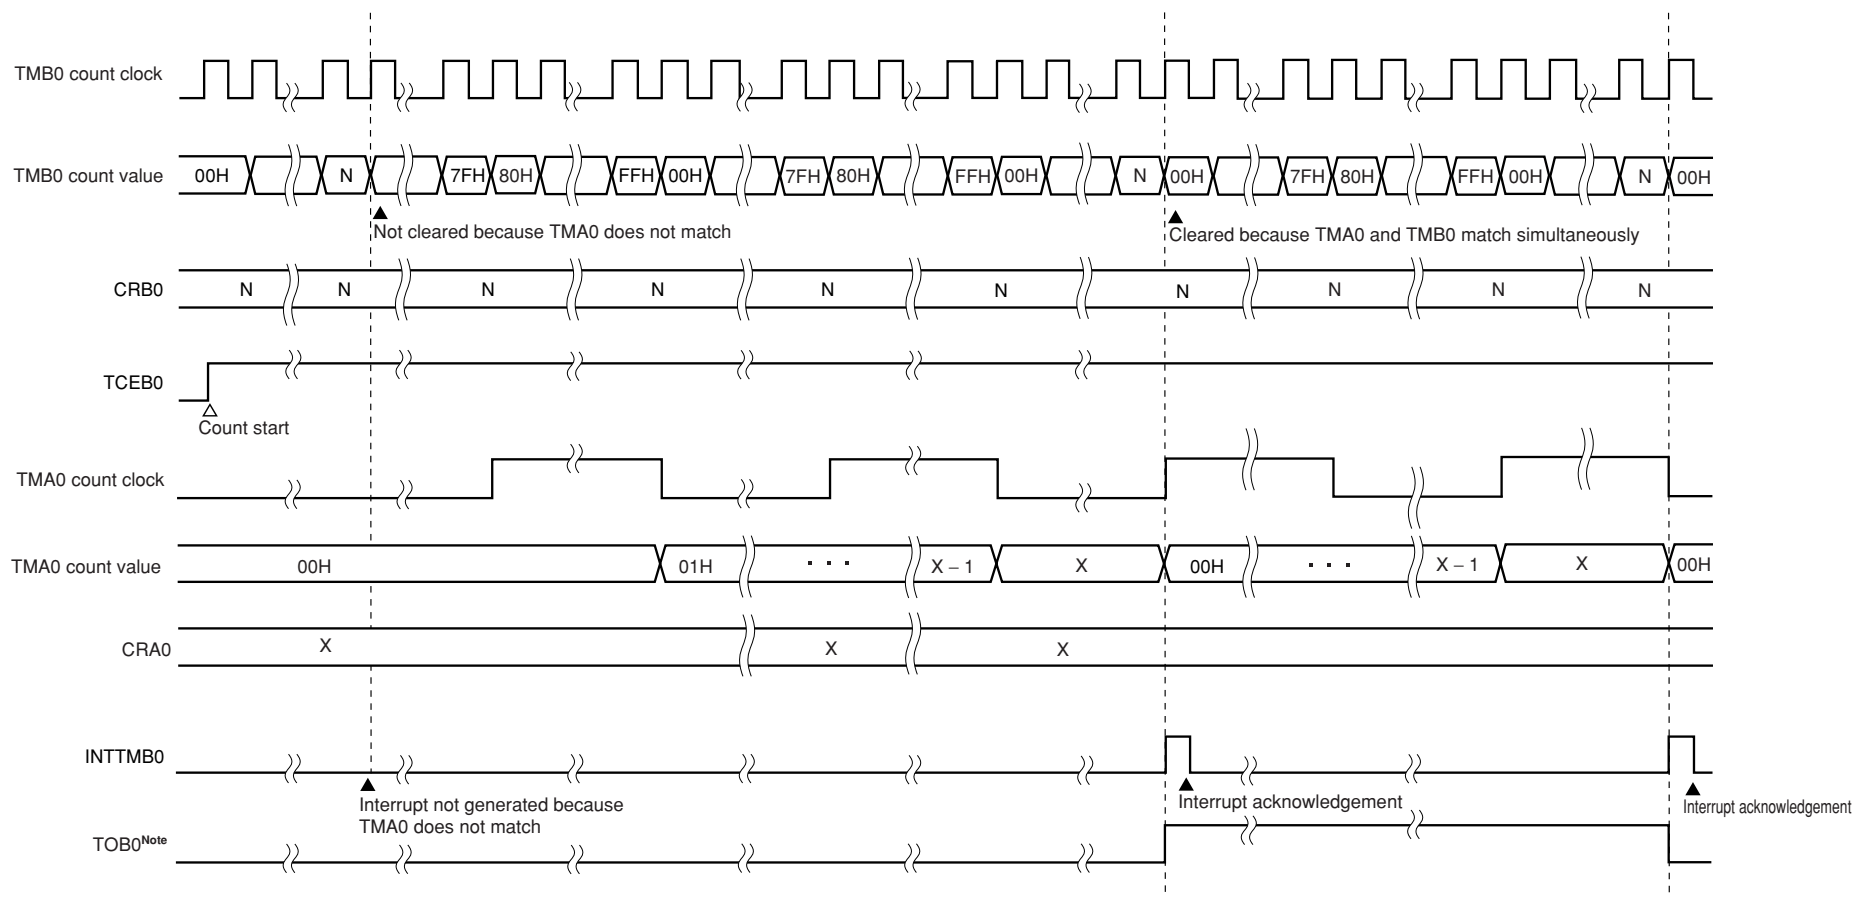 TMB0 count clock
TMB0 count value 00H N 7FH 80H FFH 00H 7FH 80H FFH 00H N 00H 7FH 80H FFH 00H N 00H
Not cleared because TMA0 does not match
Cleared because TMA0 and TMB0 match simultaneously
CRB0 N N N N N N N N N N
TCEB0
Count start
TMA0 count clock
TMA0 count value 00H 01H · · · X – 1 X 00H · · · X – 1 X 00H
CRA0 X X X
INTTMB0
Interrupt not generated because
TMA0 does not match
Interrupt acknowledgement
Interrupt acknowledgement
TOB0Note